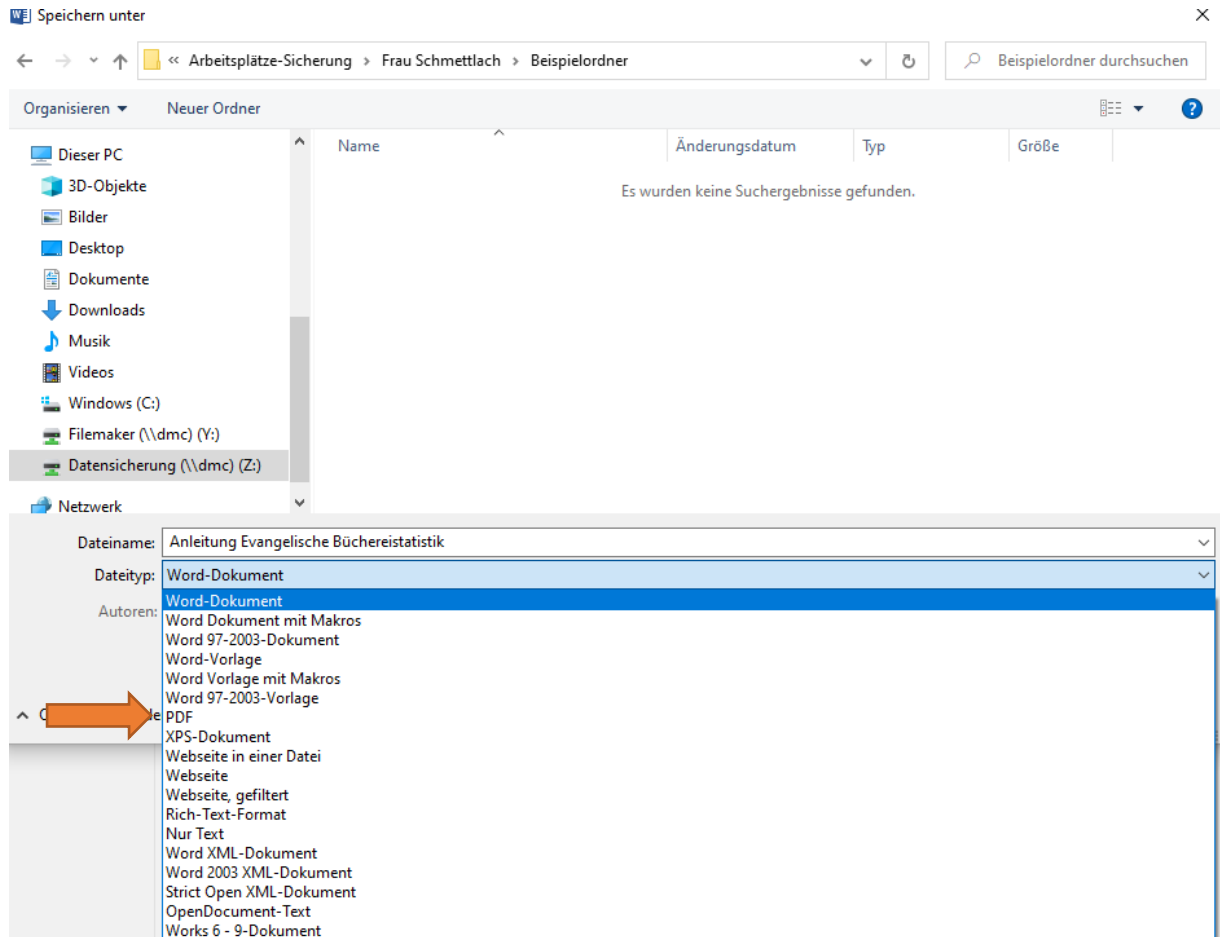 Speichern unter
« Arbeitsplätze-Sicherung › Frau Schmettlach › Beispielordner
Beispielordner durchsuchen
Organisieren
Neuer Ordner
?
Name
Änderungsdatum
Typ
Größe
Es wurden keine Suchergebnisse gefunden.
Dieser PC
3D-Objekte
Bilder
Desktop
Dokumente
Downloads
Musik
Videos
Windows (C:)
Filemaker (\\dmc) (Y:)
Datensicherung (\\dmc) (Z:)
Netzwerk
Dateiname: Anleitung Evangelische Büchereistatistik
Dateityp: Word-Dokument
Autoren:
Word-Dokument
Word Dokument mit Makros
Word 97-2003-Dokument
Word-Vorlage
Word Vorlage mit Makros
Word 97-2003-Vorlage
PDF
XPS-Dokument
Webseite in einer Datei
Webseite
Webseite, gefiltert
Rich-Text-Format
Nur Text
Word XML-Dokument
Word 2003 XML-Dokument
Strict Open XML-Dokument
OpenDocument-Text
Works 6 - 9-Dokument